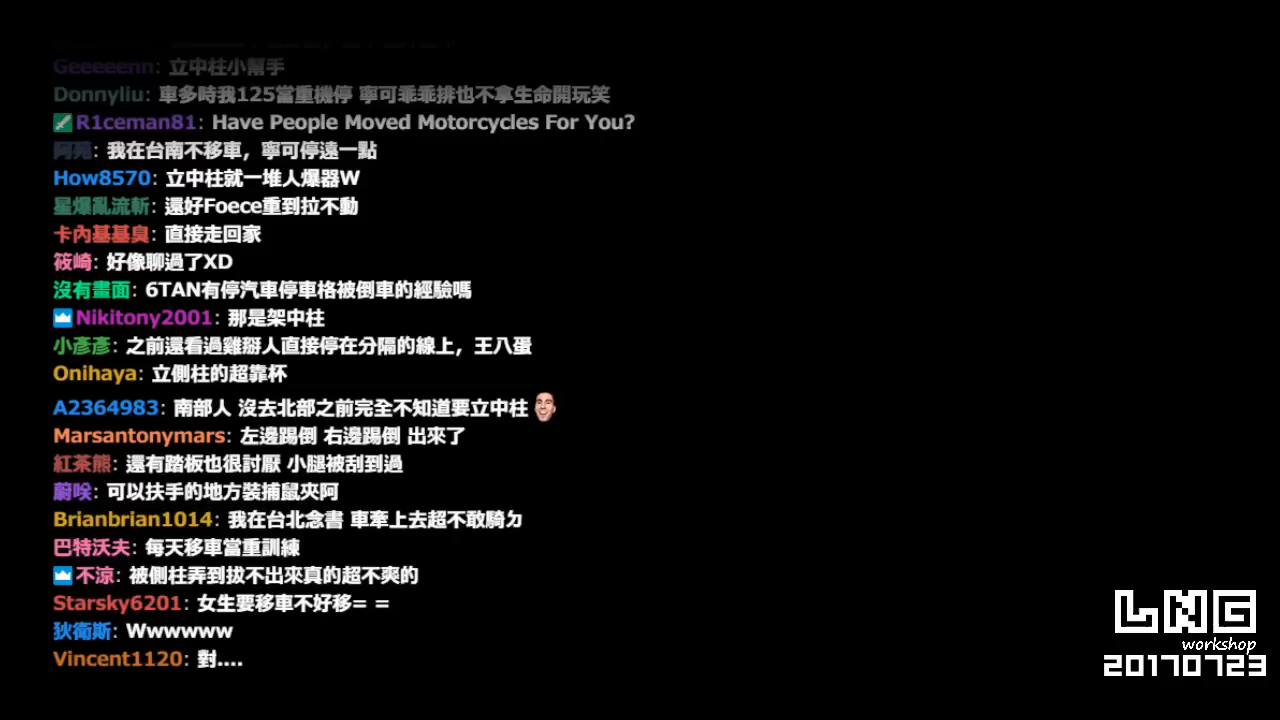 Geeeeenn: 立中柱小幫手
Donnyliu: 車多時我125當重機停 寧可乖乖排也不拿生命開玩笑
R1ceman81: Have People Moved Motorcycles For You?
阿宛: 我在台南不移車，寧可停遠一點
How8570: 立中柱就一堆人爆器W
星爆亂流斬: 還好Foece重到拉不動
卡內基基臭: 直接走回家
筱崎: 好像聊過了XD
沒有畫面: 6TAN有停汽車停車格被倒車的經驗嗎
Nikitony2001: 那是架中柱
小彥彥: 之前還看過雞掰人直接停在分隔的線上，王八蛋
Onihaya: 立側柱的超靠杯
A2364983: 南部人 沒去北部之前完全不知道要立中柱
Marsantonymars: 左邊踢倒 右邊踢倒 出來了
紅茶熊: 還有踏板也很討厭 小腿被刮到過
蔚唉: 可以扶手的地方裝捕鼠夾阿
Brianbrian1014: 我在台北念書 車牽上去超不敢騎ㄉ
巴特沃夫: 每天移車當重訓練
不涼: 被側柱弄到拔不出來真的超不爽的
Starsky6201: 女生要移車不好移= =
狄衛斯: Wwwwwww
Vincent1120: 對....
LNG
workshop
20170723